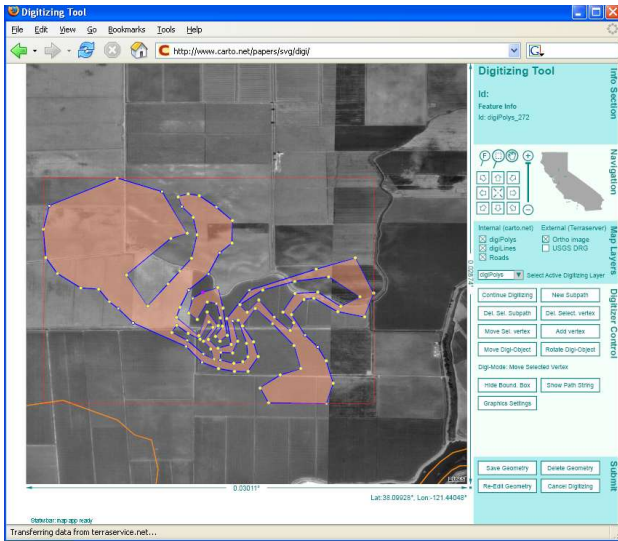 Digitizing Tool
File Edit View Go Bookmarks Tools Help
http://www.carto.net/papers/svg/digi/
G
Digitizing Tool
Id:
Feature Info
Id: digiPolys_272
Info Section
F
Navigation
Internal (carto.net) External (Terraserver)
digiPolys Ortho image
digiLines USGS DRG
Roads
digiPolys Select Active Digitizing Layer
Map Layers
Continue Digitizing New Subpath
Del. Sel. Subpath Del. Select. vertex
Move Sel. vertex Add vertex
Move Digi-Object Rotate Digi-Object
Digi-Mode: Move Selected Vertex
Hide Bound. Box Show Path String
Graphics Settings
Digitizer Control
Save Geometry Delete Geometry
Re-Edit Geometry Cancel Digitizing
Submit
0.03011°
Lat:38.09928°, Lon:-121.44048°
Statusbar: map app ready
Transferring data from terraservice.net...